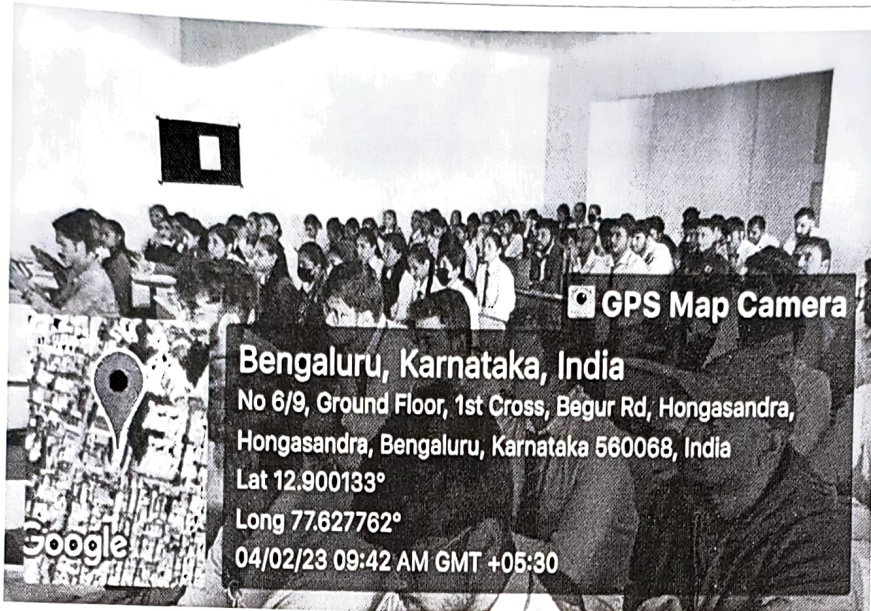 GPS Map Camera
Bengaluru, Karnataka, India
No 6/9, Ground Floor, 1st Cross, Begur Rd, Hongasandra,
Hongasandra, Bengaluru, Karnataka 560068, India
Lat 12.900133°
Long 77.627762°
04/02/23 09:42 AM GMT +05:30
Google